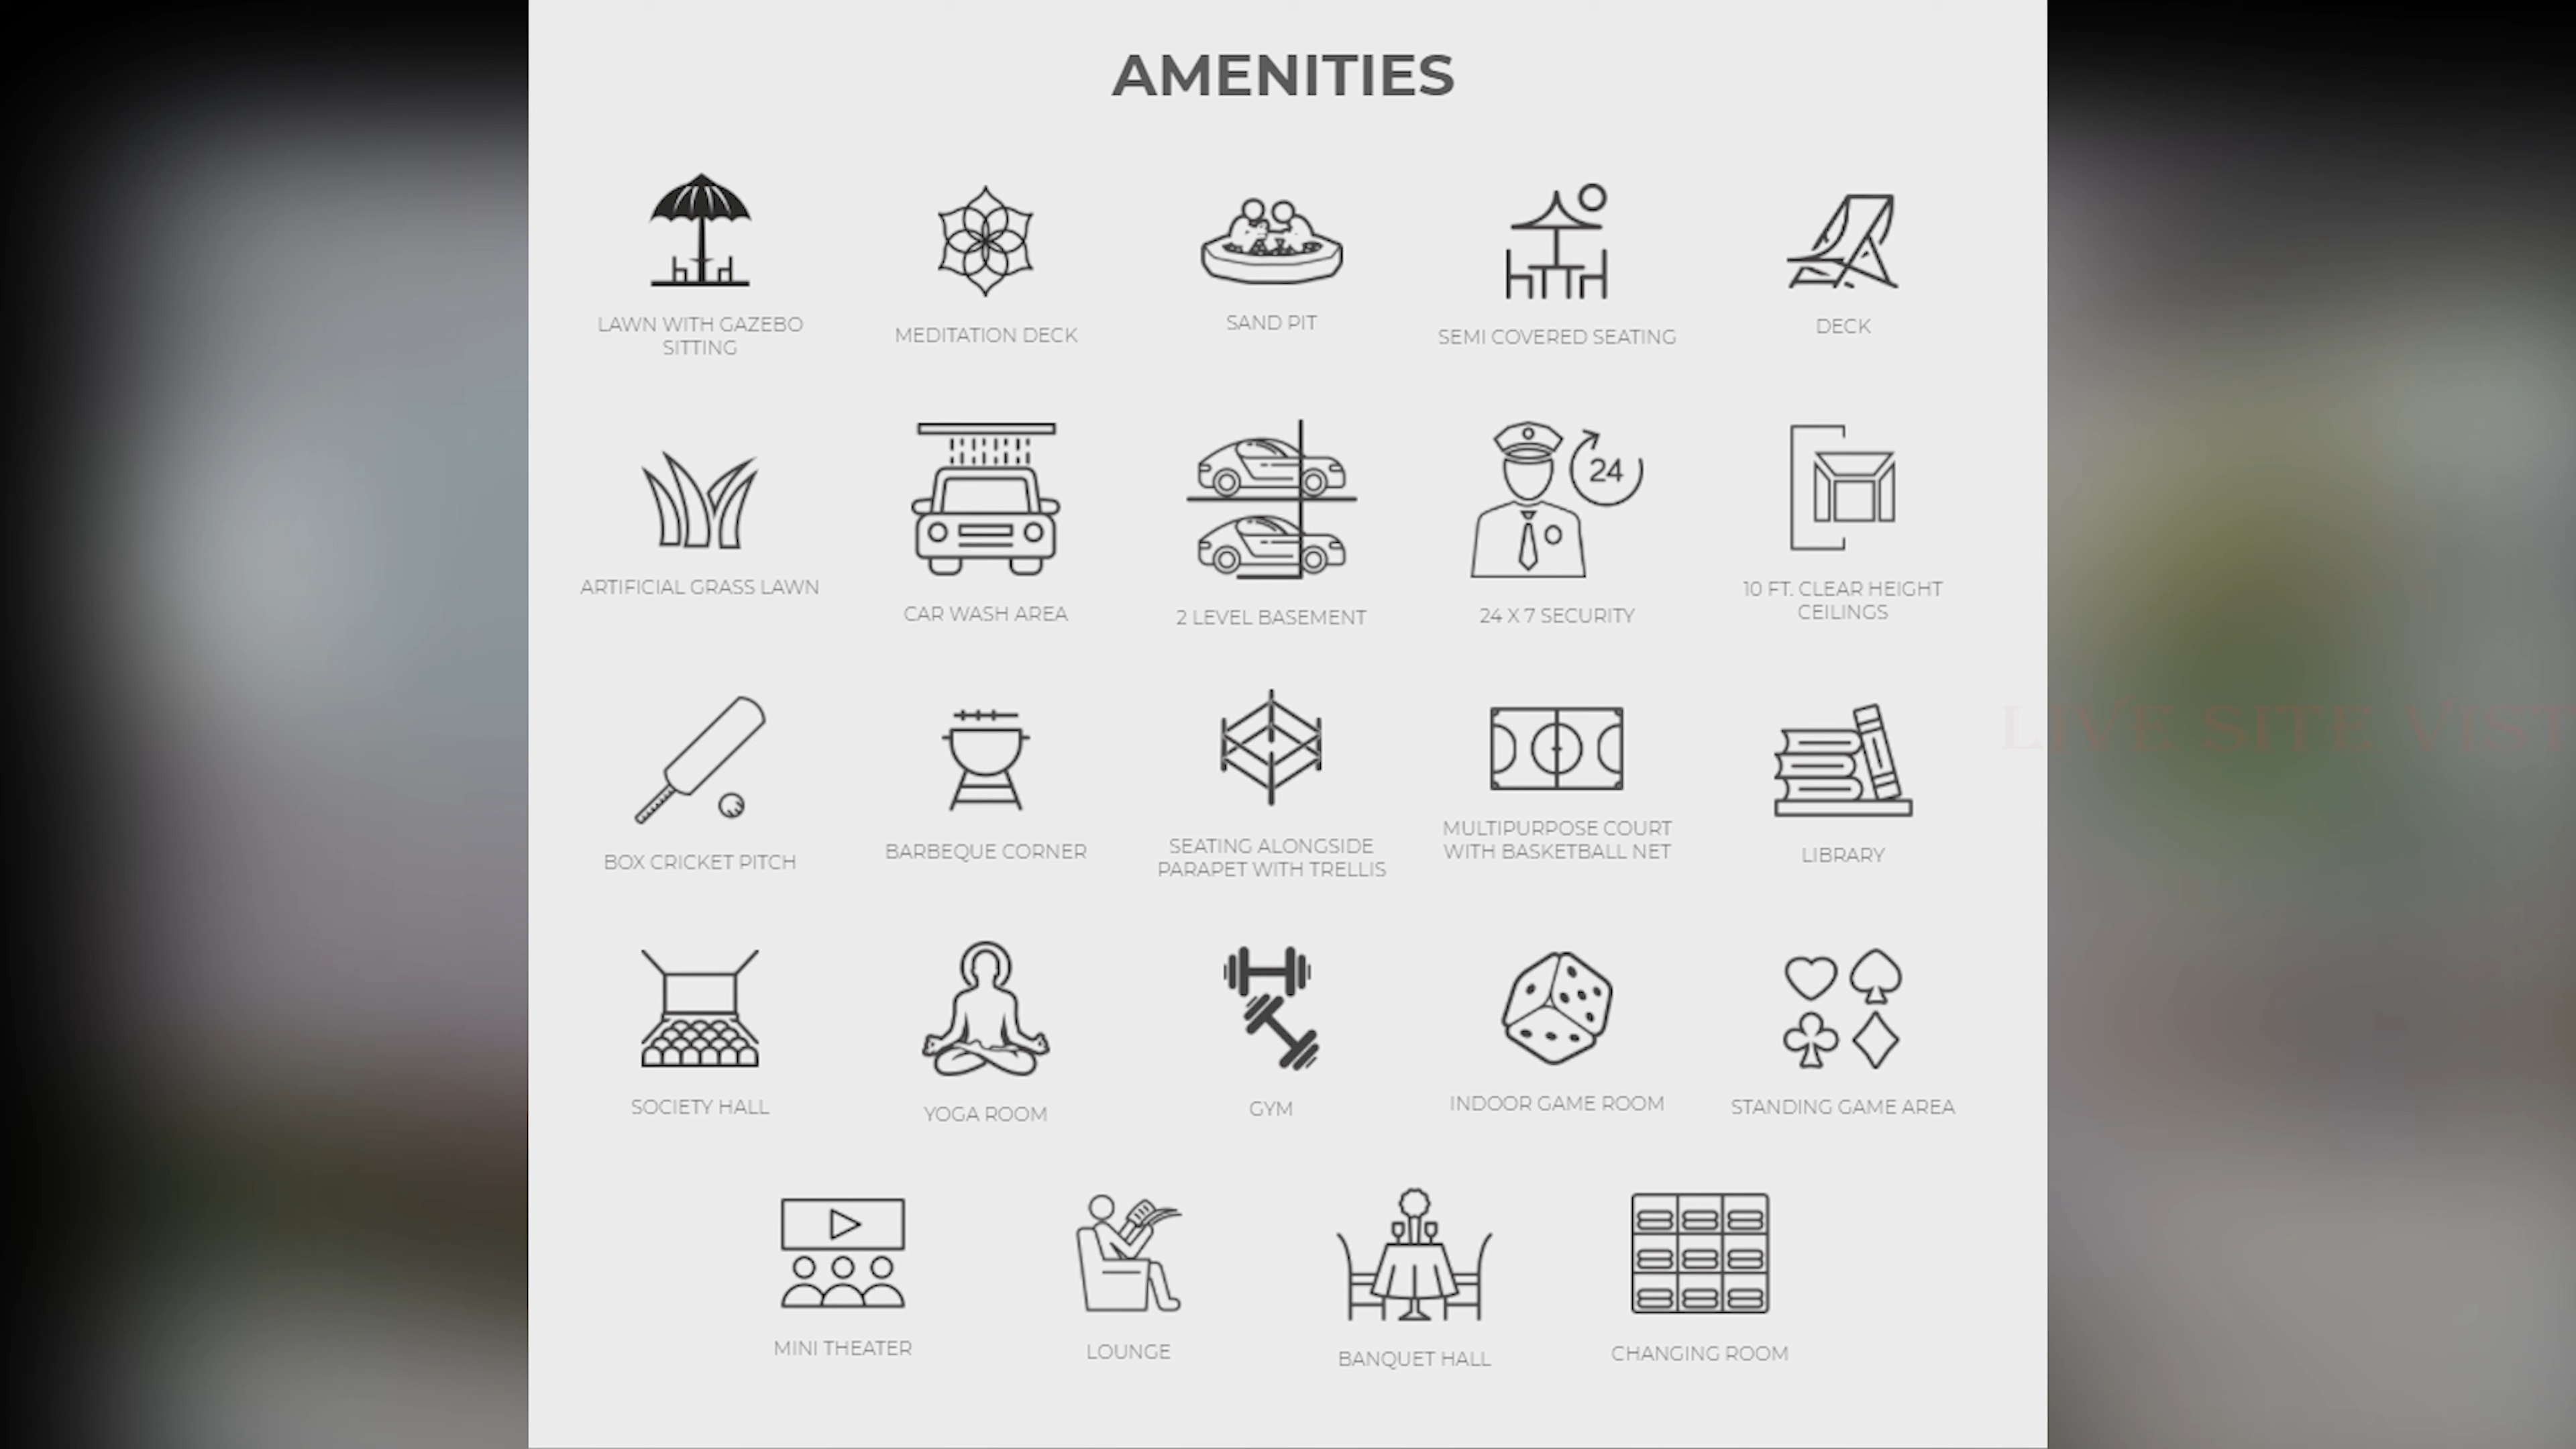 AMENITIES
LAWN WITH GAZEBO
SITTING
MEDITATION DECK
SAND PIT
SEMI COVERED SEATING
DECK
ARTIFICIAL GRASS LAWN
CAR WASH AREA
2 LEVEL BASEMENT
24
24 X 7 SECURITY
10 FT. CLEAR HEIGHT
CEILINGS
BOX CRICKET PITCH
BARBEQUE CORNER
SEATING ALONGSIDE
PARAPET WITH TRELLIS
MULTIPURPOSE COURT
WITH BASKETBALL NET
LIBRARY
LIVE SITE VIST
SOCIETY HALL
YOGA ROOM
GYM
INDOOR GAME ROOM
STANDING GAME AREA
MINI THEATER
LOUNGE
BANQUET HALL
CHANGING ROOM